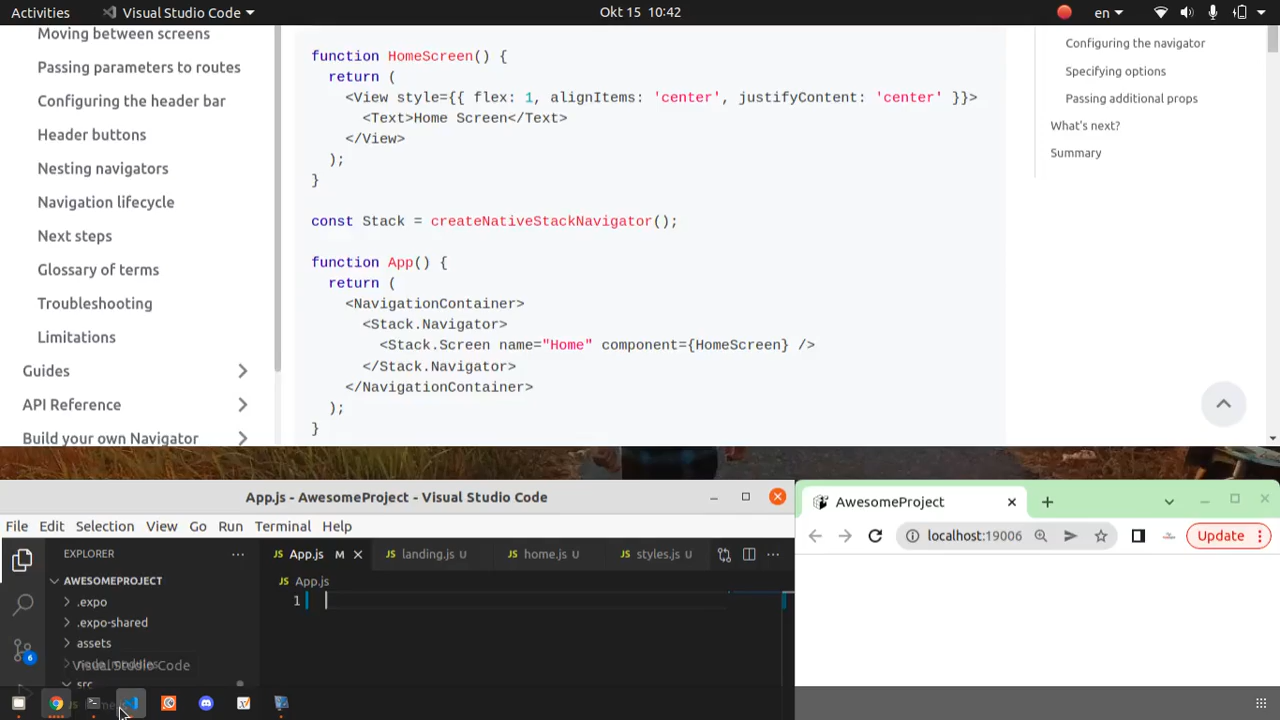 Activities
Visual Studio Code
Okt 15 10:42
en
Moving between screens
Passing parameters to routes
Configuring the header bar
Header buttons
Nesting navigators
Navigation lifecycle
Next steps
Glossary of terms
Troubleshooting
Limitations
Guides
API Reference
Build your own Navigator
function HomeScreen() {
return (
<View style={{ flex: 1, alignItems: 'center', justifyContent: 'center' }}>
<Text>Home Screen</Text>
</View>
);
}
const Stack = createNativeStackNavigator();
function App() {
return (
<NavigationContainer>
<Stack.Navigator>
<Stack.Screen name="Home" component={HomeScreen} />
</Stack.Navigator>
</NavigationContainer>
);
}
Configuring the navigator
Specifying options
Passing additional props
What's next?
Summary
App.js - AwesomeProject - Visual Studio Code
File Edit Selection View Go Run Terminal Help
EXPLORER
AWESOMEPROJECT
.expo
.expo-shared
assets
node_modules
src
Visual Studio Code
6
App.js M
landing.js U
home.js U
styles.js U
App.js
1
AwesomeProject
localhost:19006
Update